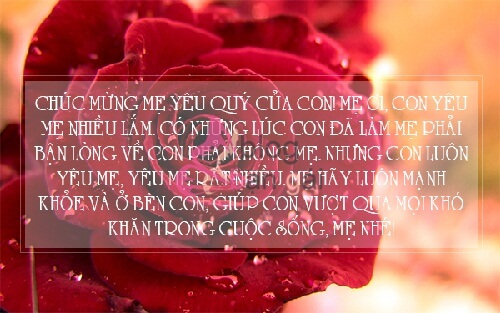 CHÚC MỪNG MẸ YÊU QUÝ CỦA CON! MẸ ƠI, CON YÊU
MẸ NHIỀU LẮM. CÓ NHỮNG LÚC CON ĐÃ LÀM MẸ PHẢI
BẬN LÒNG VỀ CON PHẢI KHÔNG MẸ. NHƯNG CON LUÔN
YÊU MẸ, YÊU MẸ RẤT NHIỀU. MẸ HÃY LUÔN MẠNH
KHỎE VÀ Ở BÊN CON, GIÚP CON VƯỢT QUA MỌI KHÓ
KHĂN TRONG CUỘC SỐNG, MẸ NHÉ!